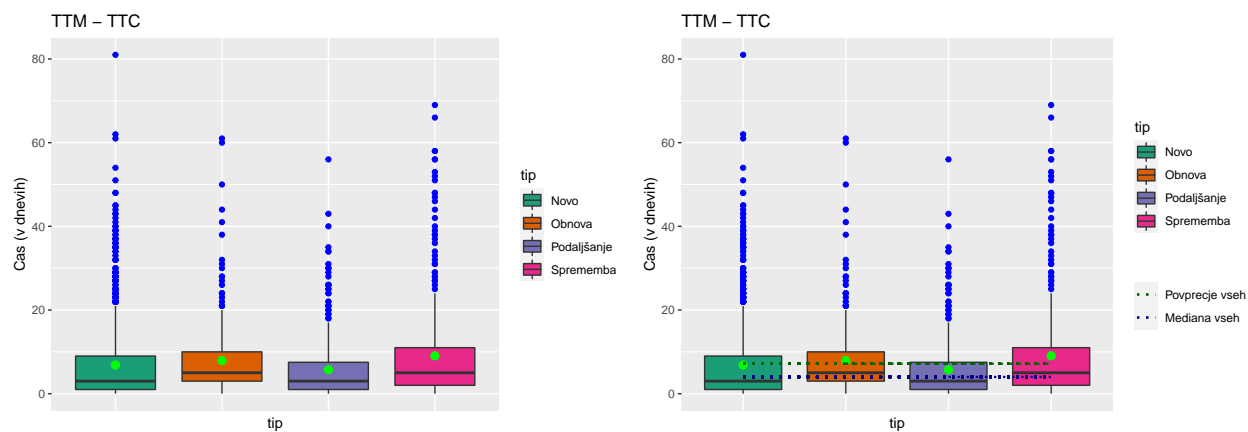 TTM – TTC
80
60
40
20
0
Cas (v dnevih)
tip
tip
Novo
Obnova
Podaljšanje
Sprememba
TTM – TTC
80
60
40
20
0
Cas (v dnevih)
tip
tip
Novo
Obnova
Podaljšanje
Sprememba
Povprecje vseh
Mediana vseh